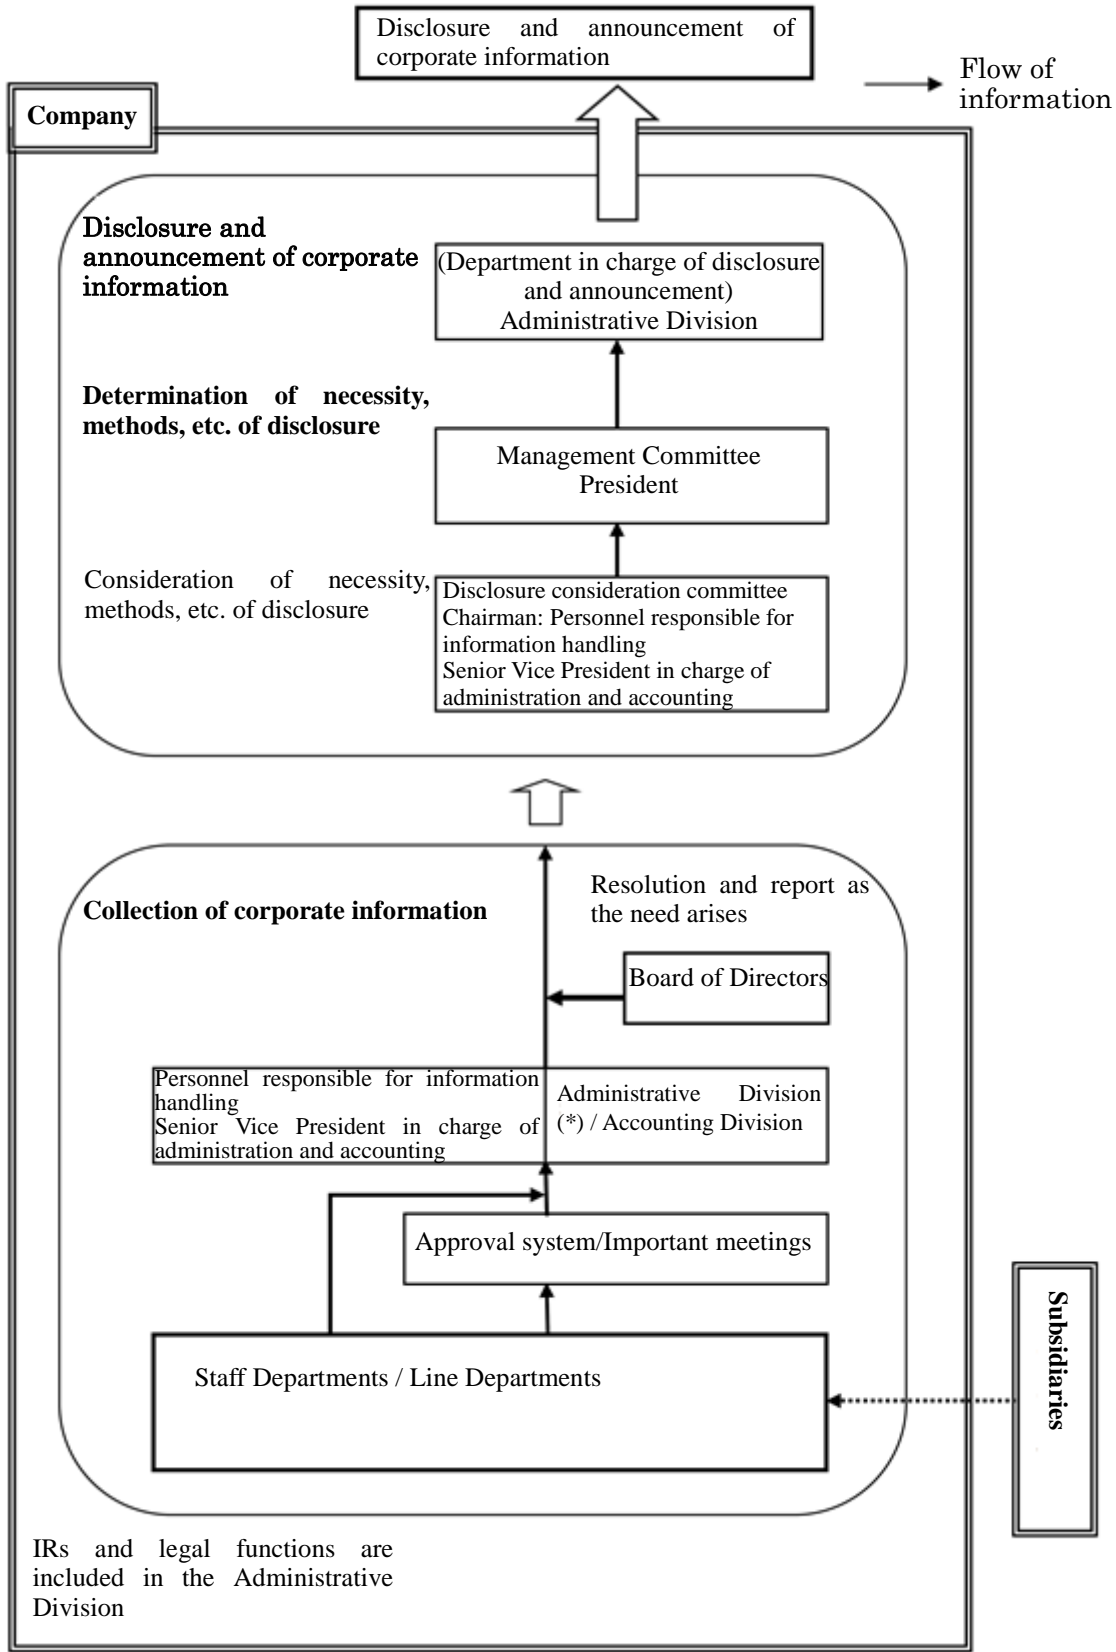 Disclosure and announcement of
corporate information
Flow of
information
Company
Disclosure and
announcement of corporate
information
(Department in charge of disclosure
and announcement)
Administrative Division
Determination of necessity,
methods, etc. of disclosure
Management Committee
President
Consideration of necessity,
methods, etc. of disclosure
Disclosure consideration committee
Chairman: Personnel responsible for
information handling
Senior Vice President in charge of
administration and accounting
Collection of corporate information
Resolution and report as
the need arises
Board of Directors
Personnel responsible for information
handling
Senior Vice President in charge of
administration and accounting
Administrative Division
(*) / Accounting Division
Approval system/Important meetings
Staff Departments / Line Departments
Subsidiaries
IRs and legal functions are
included in the Administrative
Division